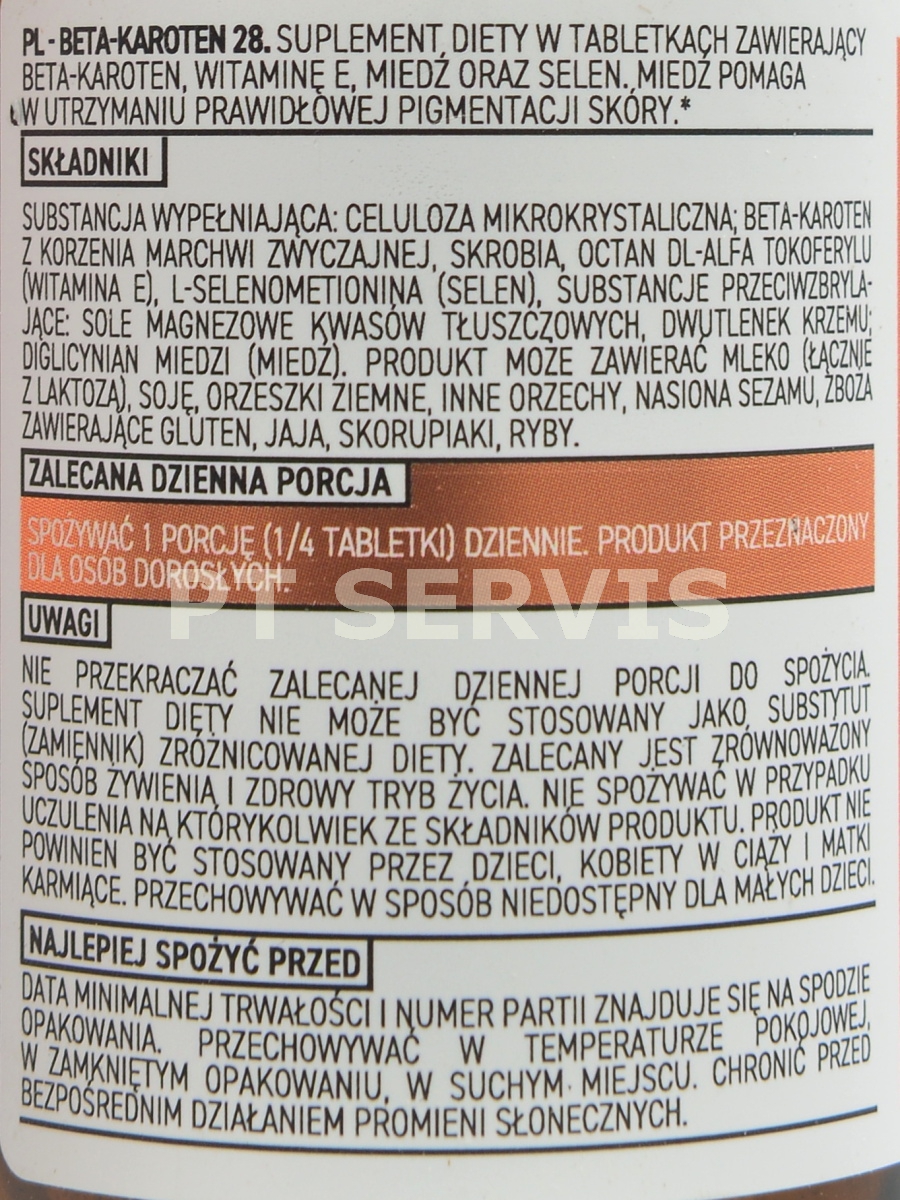 PL - BETA-KAROTEN 28. SUPLEMENT DIETY W TABLETKACH ZAWIERAJĄCY
BETA-KAROTEN, WITAMINĘ E, MIEDŹ ORAZ SELEN. MIEDŹ POMAGA
W UTRZYMANIU PRAWIDŁOWEJ PIGMENTACJI SKÓRY.*
SKŁADNIKI
SUBSTANCJA WYPEŁNIAJĄCA: CELULOZA MIKROKRYSTALICZNA; BETA-KAROTEN
Z KORZENIA MARCHWI ZWYCZAJNEJ, SKROBIA, OCTAN DL-ALFA TOKOFERYLU
(WITAMINA E), L-SELENOMETIONINA (SELEN), SUBSTANCJE PRZECIWZBRYLA-
JĄCE: SOLE MAGNEZOWE KWASÓW TŁUSZCZOWYCH, DWUTLENEK KRZEMU;
DIGLICYNIAN MIEDZI (MIEDŹ). PRODUKT MOŻE ZAWIERAĆ MLEKO (ŁĄCZNIE
Z LAKTOZĄ), SOJĘ, ORZESZKI ZIEMNE, INNE ORZECHY, NASIONA SEZAMU, ZBOŻA
ZAWIERAJĄCE GLUTEN, JAJA, SKORUPIAKI, RYBY.
ZALECANA DZIENNA PORCJA
SPOŻYWAĆ 1 PORCJĘ (1/4 TABLETKI) DZIENNIE. PRODUKT PRZEZNACZONY
DLA OSÓB DOROSŁYCH.
PT SERVIS
UWAGI
NIE PRZEKRACZAĆ ZALECANEJ DZIENNEJ PORCJI DO SPOŻYCIA.
SUPLEMENT DIETY NIE MOŻE BYĆ STOSOWANY JAKO SUBSTYTUT
(ZAMIENNIK) ZRÓŻNICOWANEJ DIETY. ZALECANY JEST ZRÓWNOWAŻONY
SPOSÓB ŻYWIENIA I ZDROWY TRYB ŻYCIA. NIE SPOŻYWAĆ W PRZYPADKU
UCZULENIA NA KTÓRYKOLWIEK ZE SKŁADNIKÓW PRODUKTU. PRODUKT NIE
POWINIEN BYĆ STOSOWANY PRZEZ DZIECI, KOBIETY W CIĄŻY I MATKI
KARMIĄCE. PRZECHOWYWAĆ W SPOSÓB NIEDOSTĘPNY DLA MAŁYCH DZIECI.
NAJLEPIEJ SPOŻYĆ PRZED
DATA MINIMALNEJ TRWAŁOŚCI I NUMER PARTII ZNAJDUJE SIĘ NA SPODZIE
OPAKOWANIA. PRZECHOWYWAĆ W TEMPERATURZE POKOJOWEJ,
W ZAMKNIĘTYM OPAKOWANIU, W SUCHYM MIEJSCU. CHRONIĆ PRZED
BEZPOŚREDNIM DZIAŁANIEM PROMIENI SŁONECZNYCH.